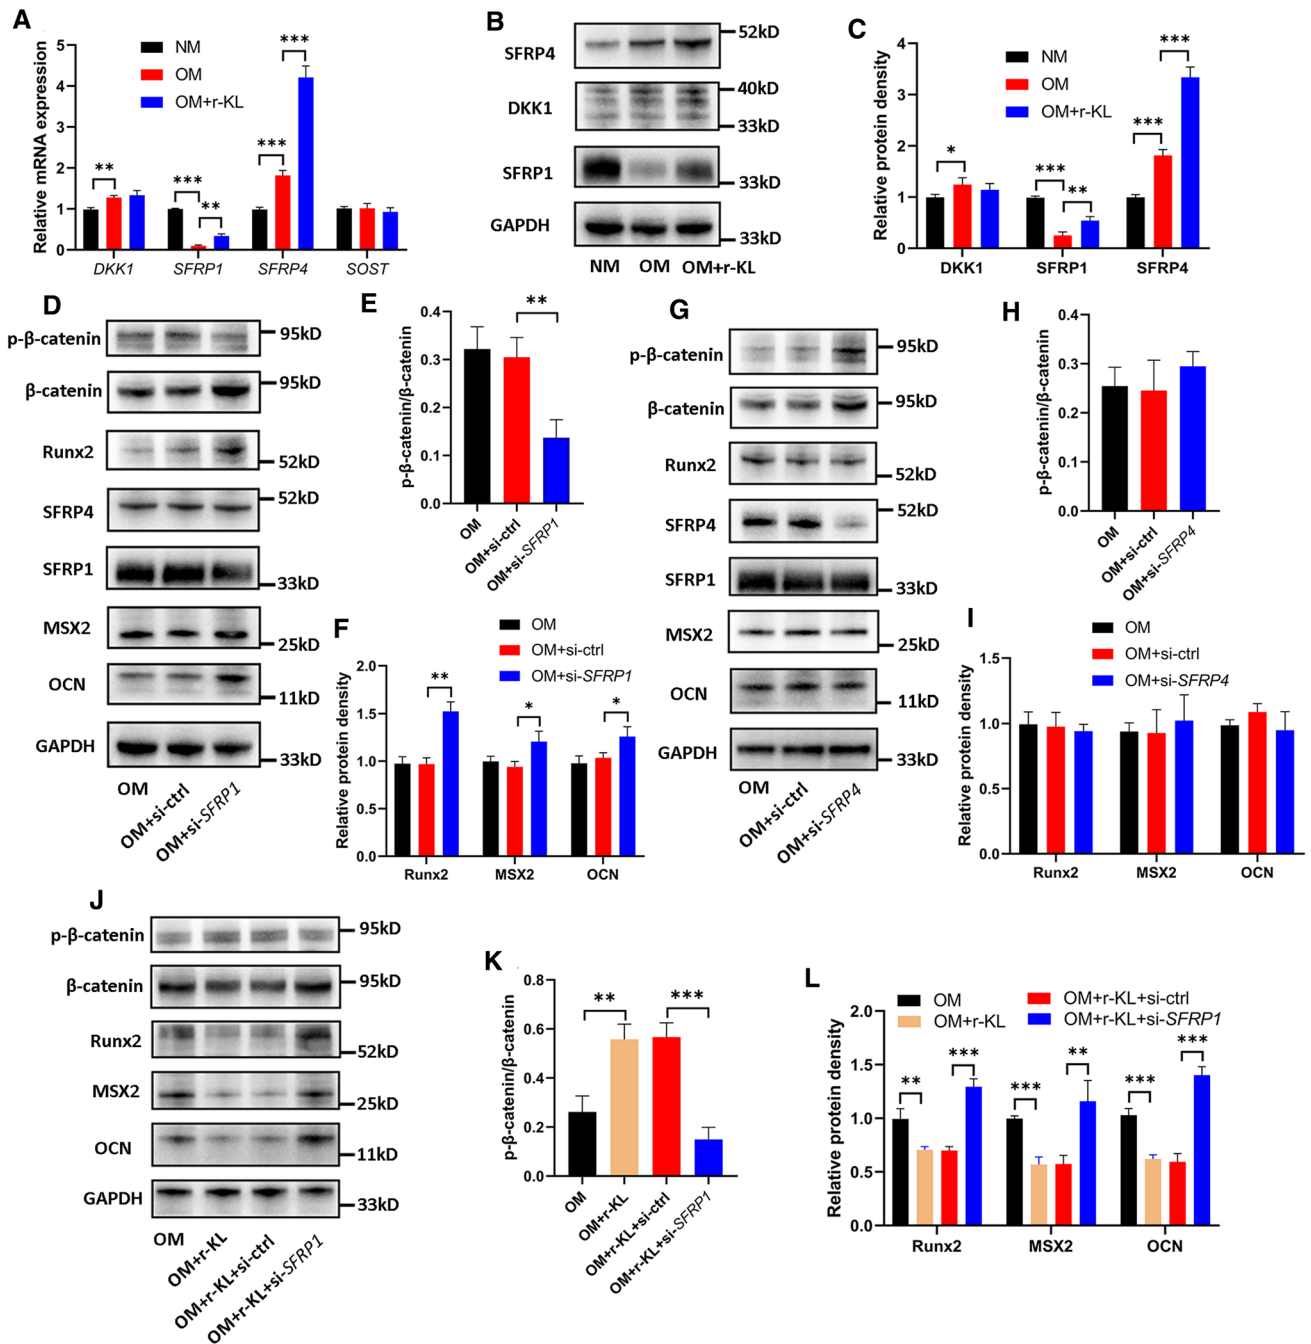 A
Relative mRNA expression
5
4
3
2
1
0
NM
OM
OM+r-KL
**
***
**
***
***
DKK1
SFRP1
SFRP4
SOST
B
SFRP4
52kD
DKK1
40kD
33kD
SFRP1
33kD
GAPDH
33kD
NM OM OM+r-KL
C
Relative protein density
4
3
2
1
0
NM
OM
OM+r-KL
*
***
**
***
***
DKK1
SFRP1
SFRP4
D
p-β-catenin
95kD
β-catenin
95kD
Runx2
52kD
SFRP4
52kD
SFRP1
33kD
MSX2
25kD
OCN
11kD
GAPDH
33kD
OM
OM+si-ctrl
OM+si-SFRP1
E
p-β-catenin/β-catenin
0.4
0.3
0.2
0.1
0.0
**
OM
OM+si-ctrl
OM+si-SFRP1
F
Relative protein density
2.0
1.5
1.0
0.5
0.0
OM
OM+si-ctrl
OM+si-SFRP1
**
*
*
Runx2
MSX2
OCN
G
p-β-catenin
95kD
β-catenin
95kD
Runx2
52kD
SFRP4
52kD
SFRP1
33kD
MSX2
25kD
OCN
11kD
GAPDH
33kD
OM
OM+si-ctrl
OM+si-SFRP4
H
p-β-catenin/β-catenin
0.4
0.3
0.2
0.1
0.0
OM
OM+si-ctrl
OM+si-SFRP4
I
Relative protein density
1.5
1.0
0.5
0.0
OM
OM+si-ctrl
OM+si-SFRP4
Runx2
MSX2
OCN
J
p-β-catenin
95kD
β-catenin
95kD
Runx2
52kD
MSX2
25kD
OCN
11kD
GAPDH
33kD
OM
OM+r-KL
OM+r-KL+si-ctrl
OM+r-KL+si-SFRP1
K
p-β-catenin/β-catenin
0.8
0.6
0.4
0.2
0.0
**
***
OM
OM+r-KL
OM+r-KL+si-ctrl
OM+r-KL+si-SFRP1
L
Relative protein density
2.0
1.5
1.0
0.5
0.0
OM
OM+r-KL
OM+r-KL+si-ctrl
OM+r-KL+si-SFRP1
**
***
***
**
***
***
Runx2
MSX2
OCN